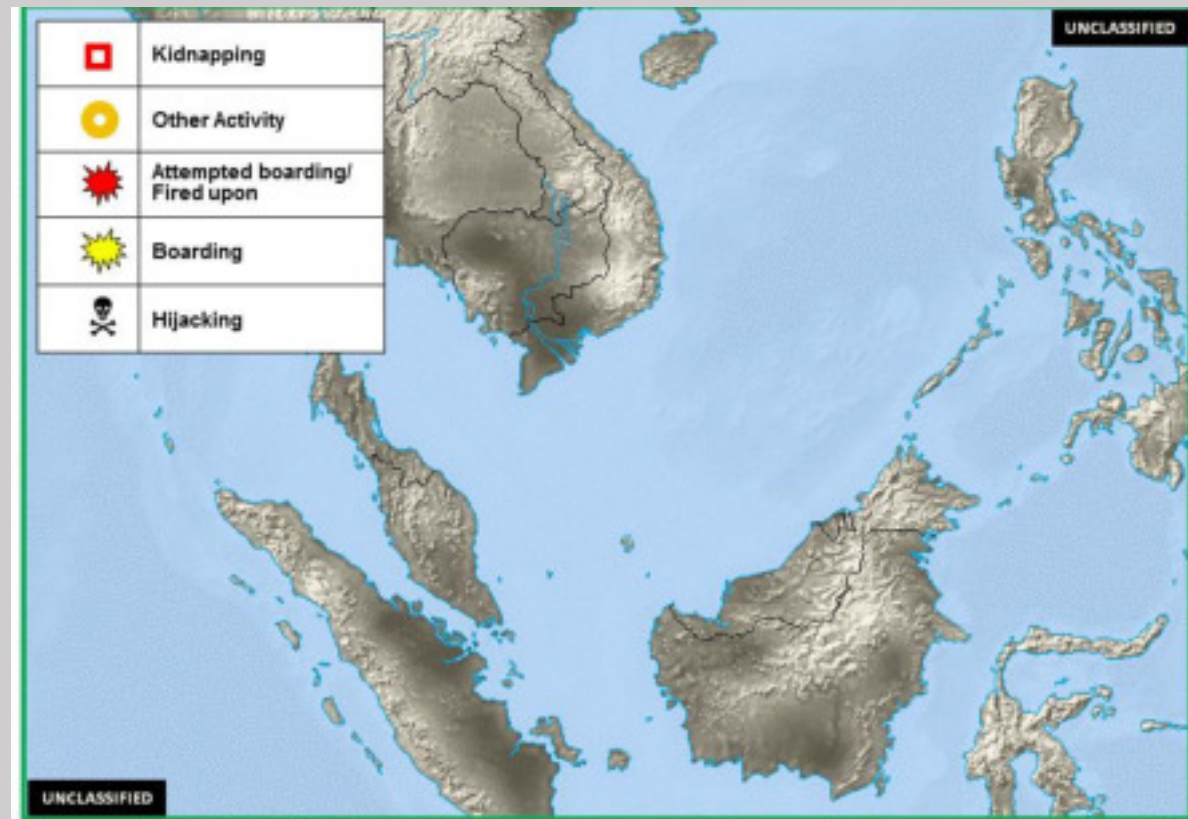 UNCLASSIFIED
Kidnapping
Other Activity
Attempted boarding/
Fired upon
Boarding
Hijacking
UNCLASSIFIED